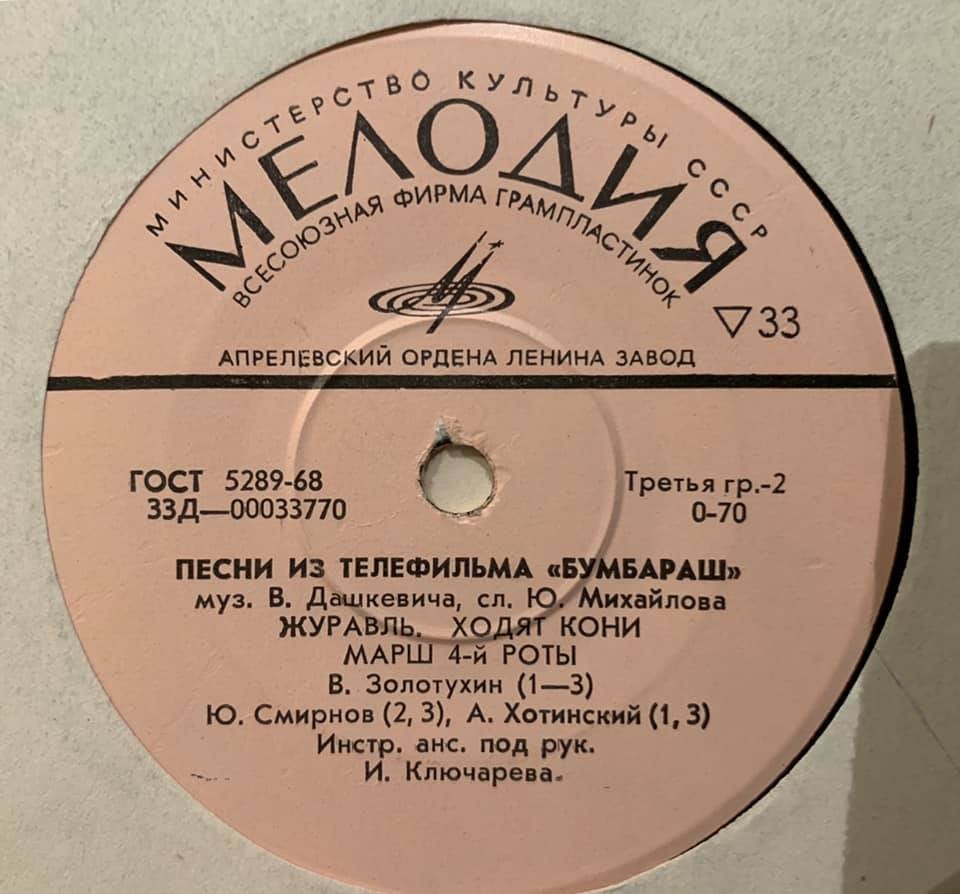 МИНИСТЕРСТВО КУЛЬТУРЫ СССР
МЕЛОДИЯ
ВСЕСОЮЗНАЯ ФИРМА ГРАМПЛАСТИНОК
▽33
АПРЕЛЕВСКИЙ ОРДЕНА ЛЕНИНА ЗАВОД
ГОСТ 5289-68
33Д—00033770
Третья гр.-2
0-70
ПЕСНИ ИЗ ТЕЛЕФИЛЬМА «БУМБАРАШ»
муз. В. Дашкевича, сл. Ю. Михайлова
ЖУРАВЛЬ. ХОДЯТ КОНИ
МАРШ 4-й РОТЫ
В. Золотухин (1—3)
Ю. Смирнов (2, 3), А. Хотинский (1, 3)
Инстр. анс. под рук.
И. Ключарева.